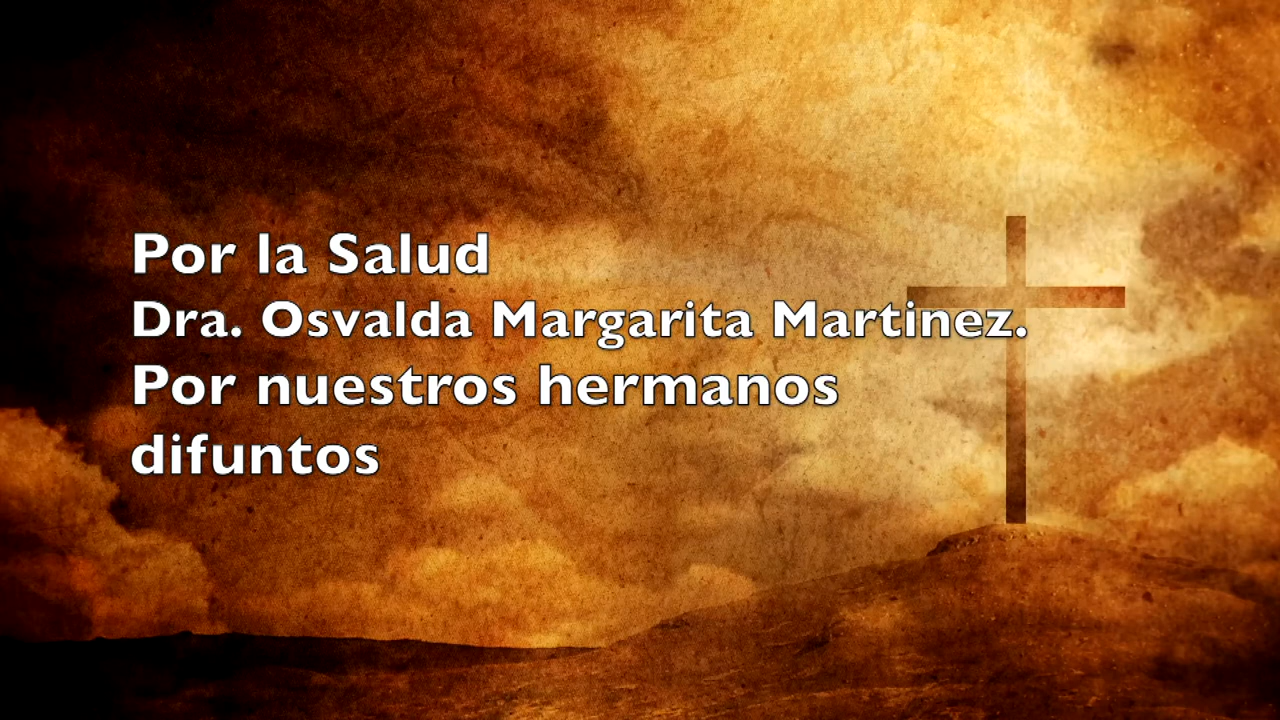 Por la Salud
Dra. Osvalda Margarita Martinez.
Por nuestros hermanos
difuntos